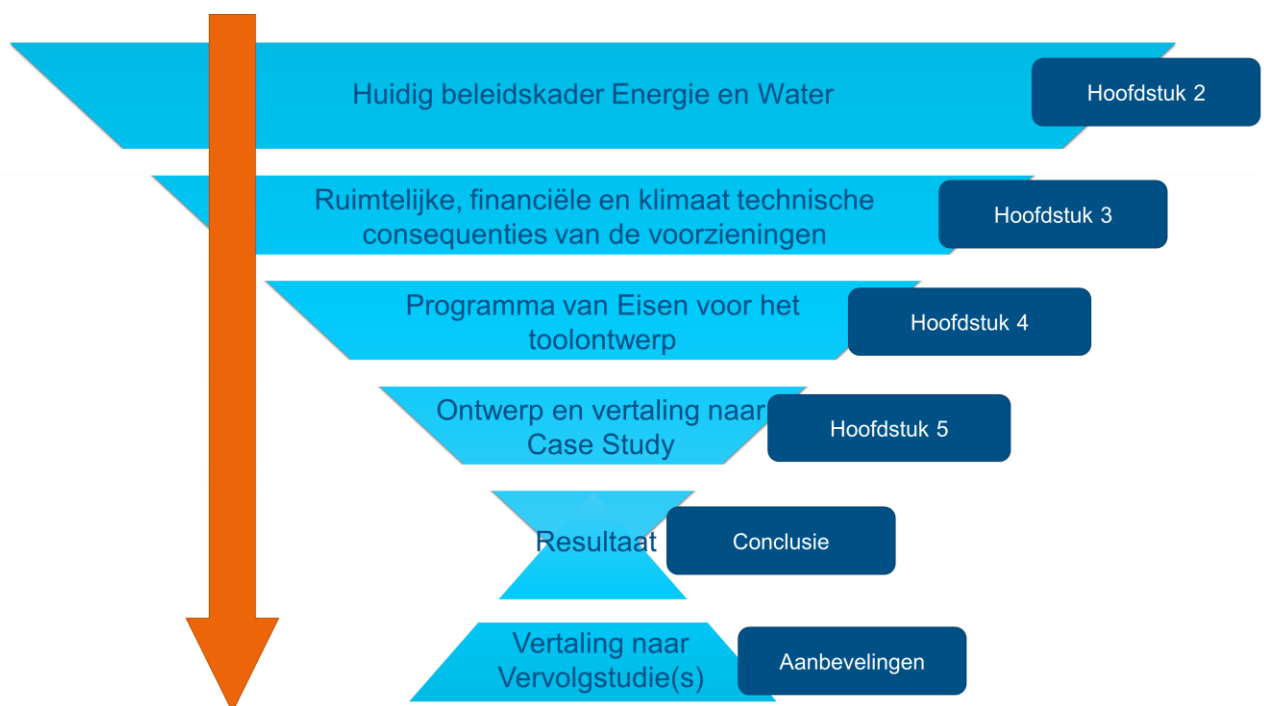 Huidig beleidskader Energie en Water
Hoofdstuk 2
Ruimtelijke, financiële en klimaat technische
consequenties van de voorzieningen
Hoofdstuk 3
Programma van Eisen voor het
toolontwerp
Hoofdstuk 4
Ontwerp en vertaling naar
Case Study
Hoofdstuk 5
Resultaat
Conclusie
Vertaling naar
Vervolgstudie(s)
Aanbevelingen